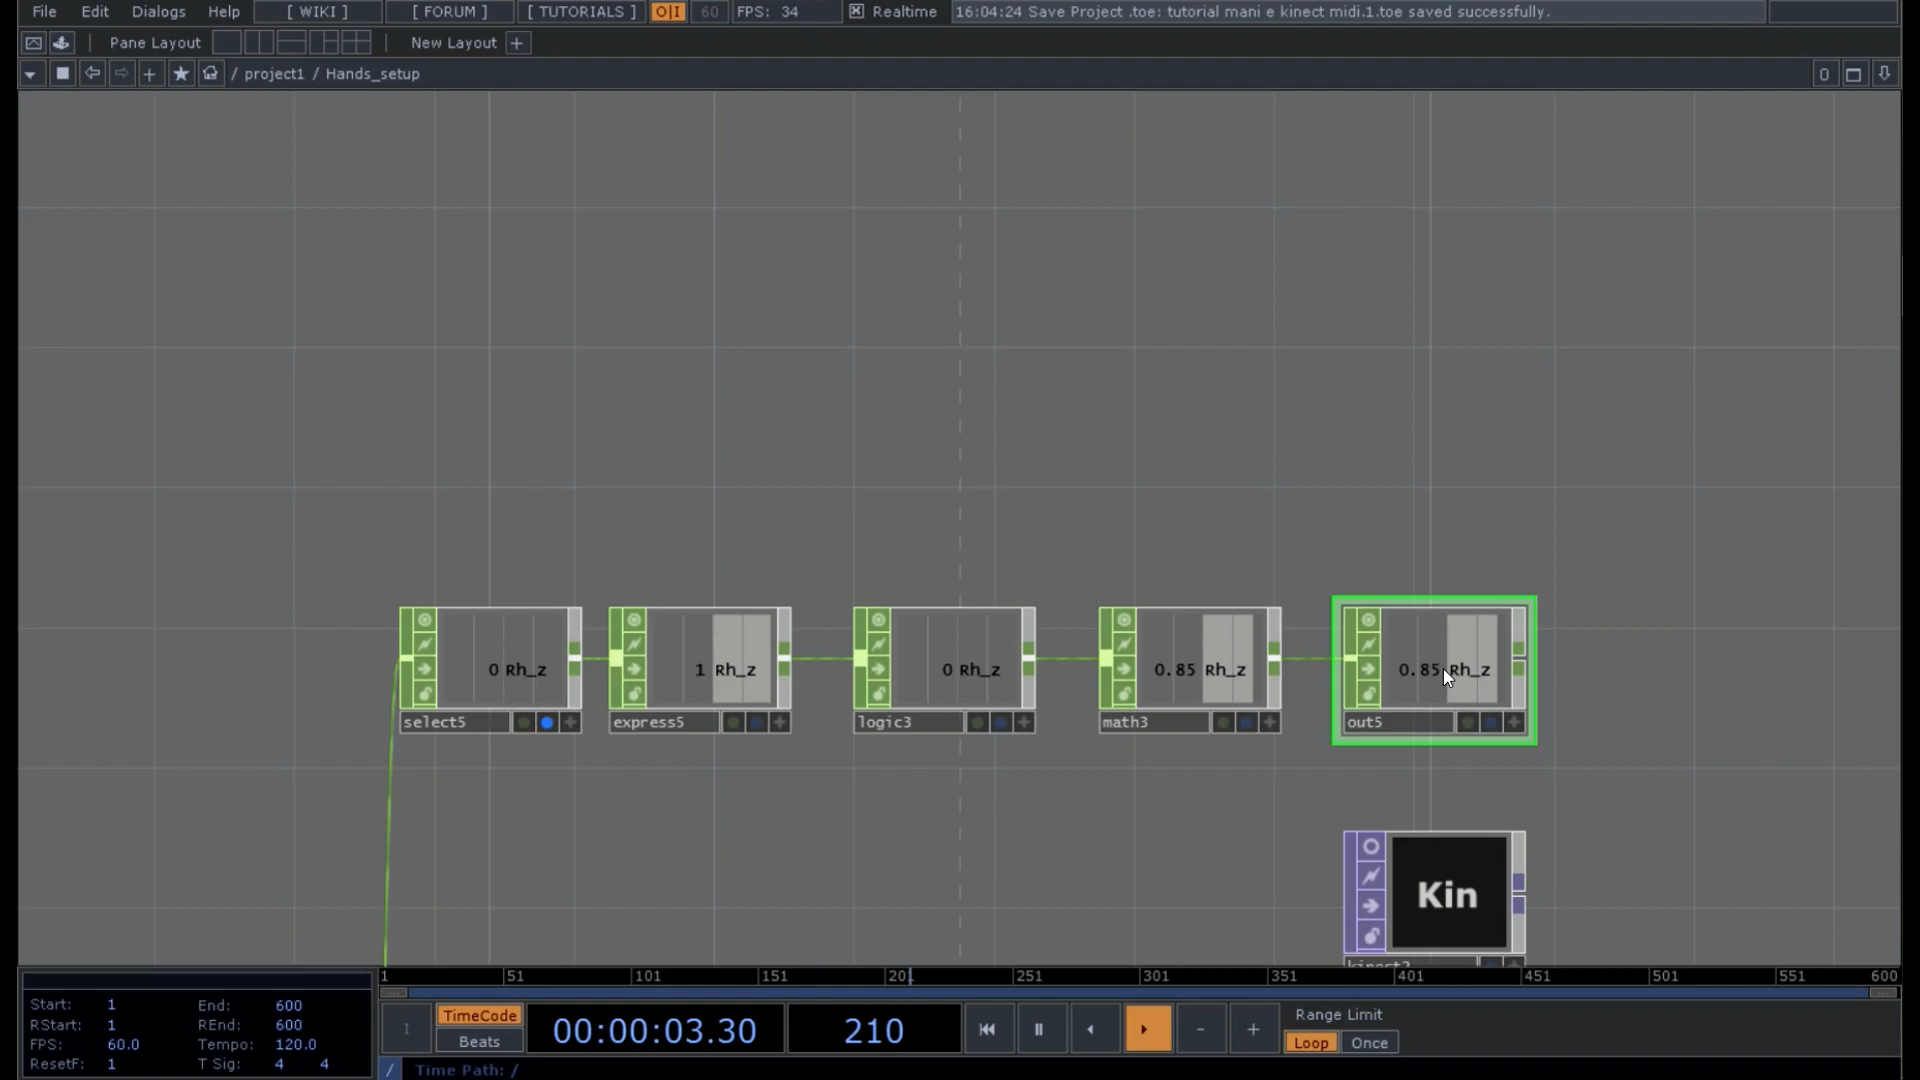 File Edit Dialogs Help [ WIKI ] [ FORUM ] [ TUTORIALS ] O|I 60 FPS: 34 Realtime 16:04:24 Save Project .toe: tutorial mani e kinect midi.1.toe saved successfully.
Pane Layout New Layout +
/ project1 / Hands_setup 0
0 Rh_z 1 Rh_z 0 Rh_z 0.85 Rh_z 0.85 Rh_z
select5 express5 logic3 math3 out5
Kin
1 51 101 151 201 251 301 351 401 451 501 551 600
Start: 1 End: 600
RStart: 1 REnd: 600
FPS: 60.0 Tempo: 120.0
ResetF: 1 T Sig: 4 4
TimeCode
Beats
00:00:03.30 210
Range Limit
Loop Once
/ Time Path: /